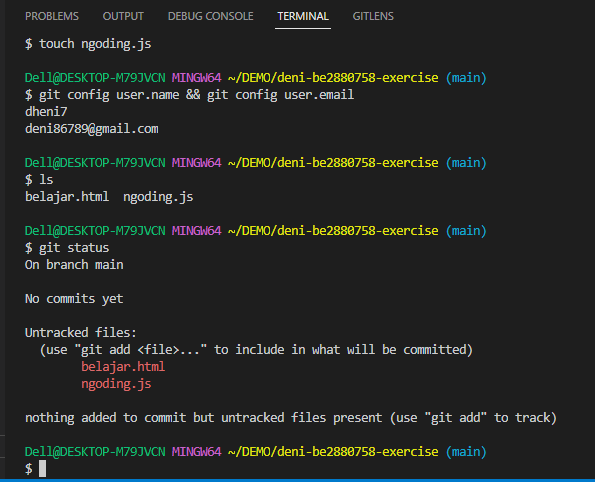 PROBLEMS OUTPUT DEBUG CONSOLE TERMINAL GITLENS
$ touch ngoding.js
Dell@DESKTOP-M79JVCN MINGW64 ~/DEMO/deni-be2880758-exercise (main)
$ git config user.name && git config user.email
dheni7
deni86789@gmail.com
Dell@DESKTOP-M79JVCN MINGW64 ~/DEMO/deni-be2880758-exercise (main)
$ ls
belajar.html  ngoding.js
Dell@DESKTOP-M79JVCN MINGW64 ~/DEMO/deni-be2880758-exercise (main)
$ git status
On branch main
No commits yet
Untracked files:
  (use "git add <file>..." to include in what will be committed)
        belajar.html
        ngoding.js
nothing added to commit but untracked files present (use "git add" to track)
Dell@DESKTOP-M79JVCN MINGW64 ~/DEMO/deni-be2880758-exercise (main)
$